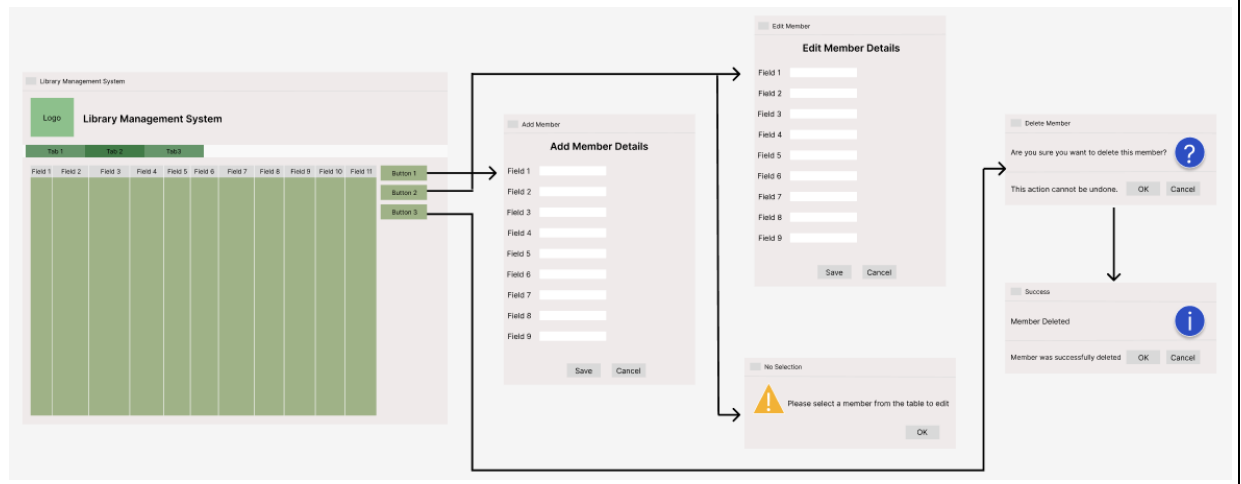 Library Management System
Logo
Library Management System
Tab 1 Tab 2 Tab3
Field 1 Field 2 Field 3 Field 4 Field 5 Field 6 Field 7 Field 8 Field 9 Field 10 Field 11
Button 1
Button 2
Button 3
Add Member
Add Member Details
Field 1
Field 2
Field 3
Field 4
Field 5
Field 6
Field 7
Field 8
Field 9
Save Cancel
Edit Member
Edit Member Details
Field 1
Field 2
Field 3
Field 4
Field 5
Field 6
Field 7
Field 8
Field 9
Save Cancel
No Selection
Please select a member from the table to edit
OK
Delete Member
Are you sure you want to delete this member?
?
This action cannot be undone. OK Cancel
Success
Member Deleted
i
Member was successfully deleted OK Cancel